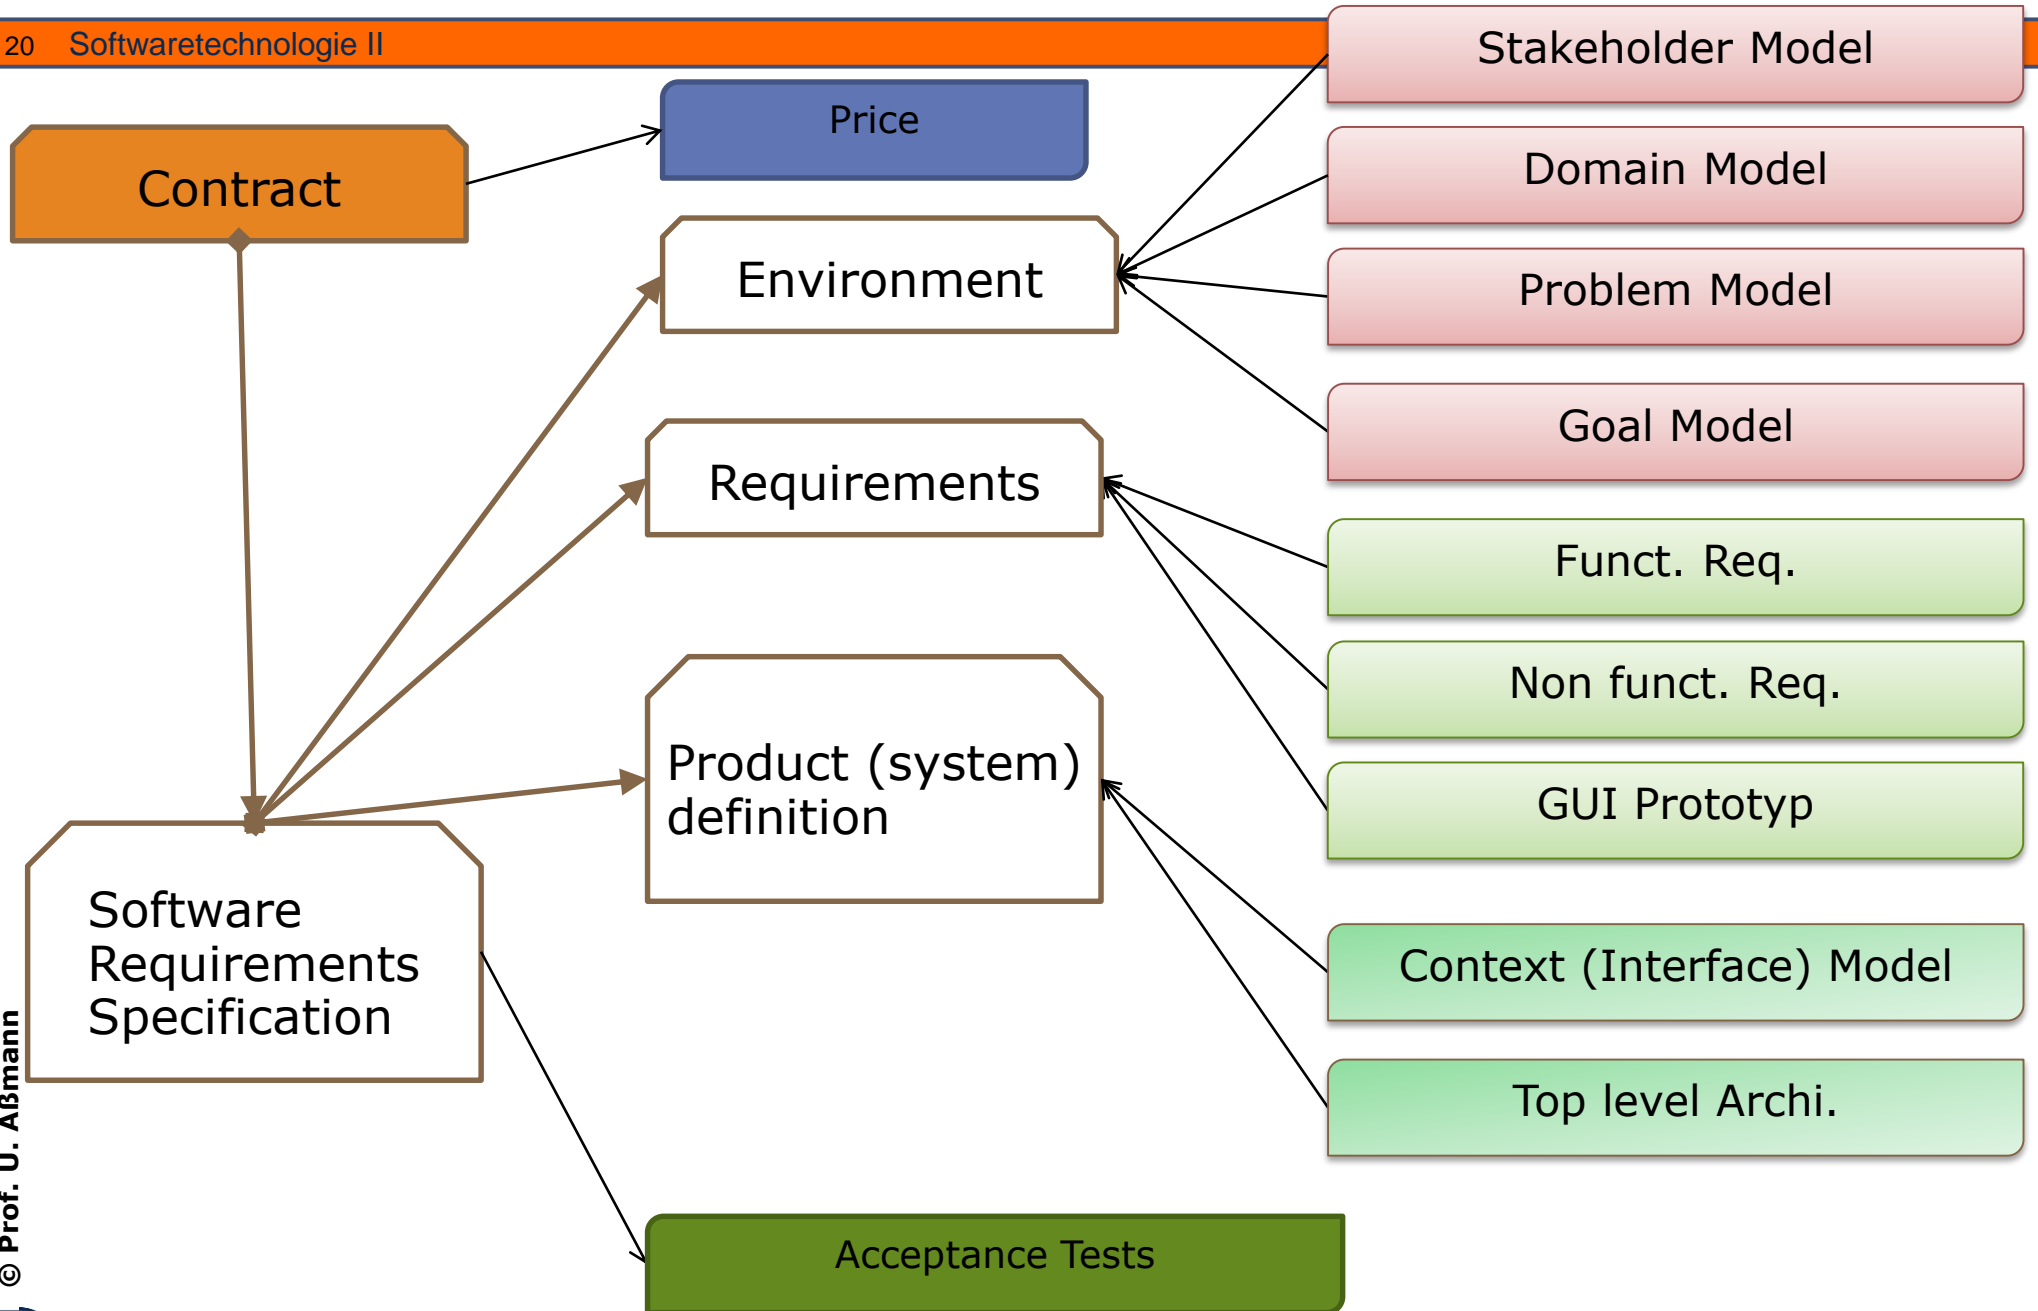 20 Softwaretechnologie II
Stakeholder Model
Price
Contract
Domain Model
Environment
Problem Model
Goal Model
Requirements
Funct. Req.
Non funct. Req.
Product (system)
definition
GUI Prototyp
Software
Requirements
Specification
Context (Interface) Model
Top level Archi.
Acceptance Tests
© Prof. U. Aßmann